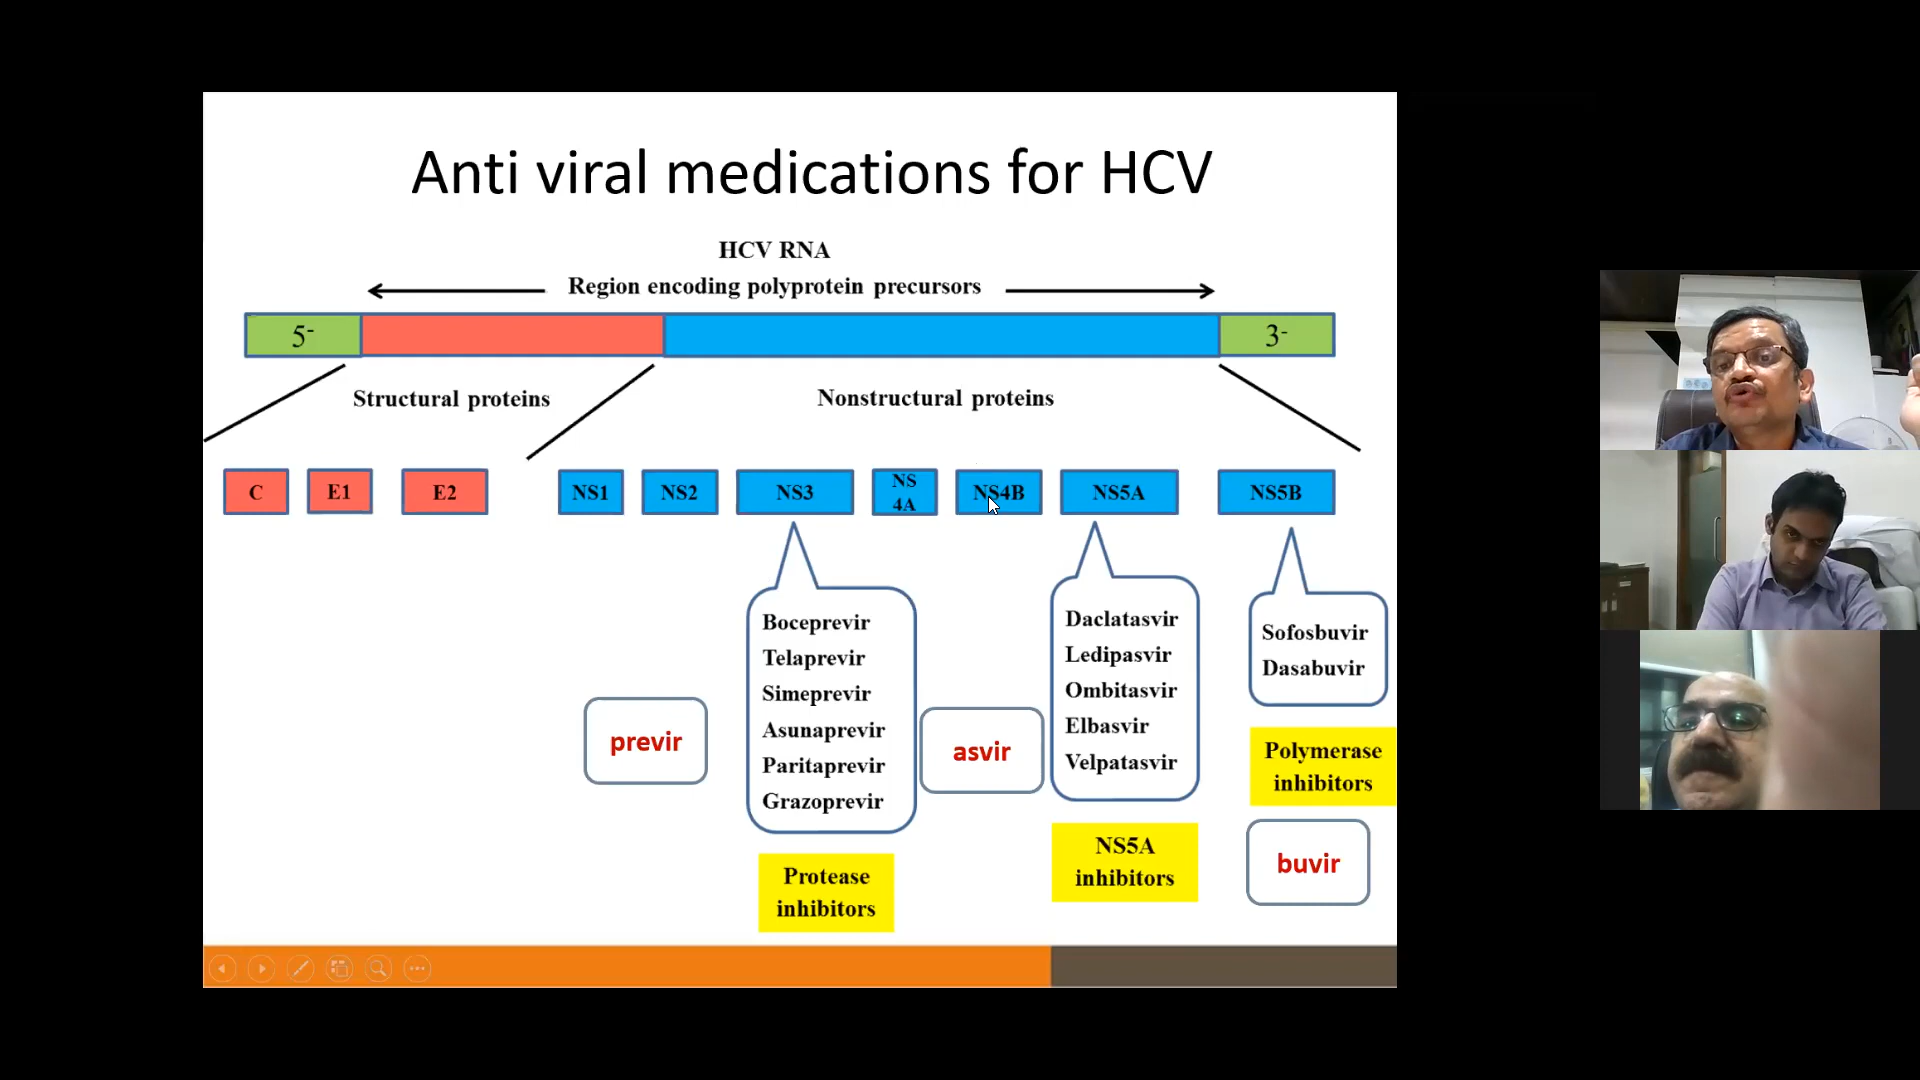 Anti viral medications for HCV
HCV RNA
Region encoding polyprotein precursors
5-
3-
Structural proteins
Nonstructural proteins
C
E1
E2
NS1
NS2
NS3
NS
4A
NS4B
NS5A
NS5B
Boceprevir
Telaprevir
Simeprevir
Asunaprevir
Paritaprevir
Grazoprevir
previr
Protease
inhibitors
Daclatasvir
Ledipasvir
Ombitasvir
Elbasvir
Velpatasvir
asvir
NS5A
inhibitors
Sofosbuvir
Dasabuvir
Polymerase
inhibitors
buvir